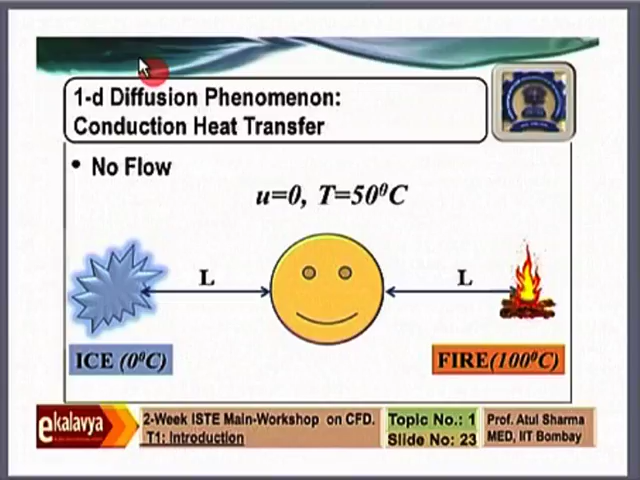 1-d Diffusion Phenomenon:
Conduction Heat Transfer
• No Flow
u=0, T=50⁰C
L
L
ICE (0⁰C)
FIRE(100⁰C)
ekalavya
2-Week ISTE Main-Workshop on CFD.
T1: Introduction
Topic No.: 1
Slide No: 23
Prof. Atul Sharma
MED, IIT Bombay